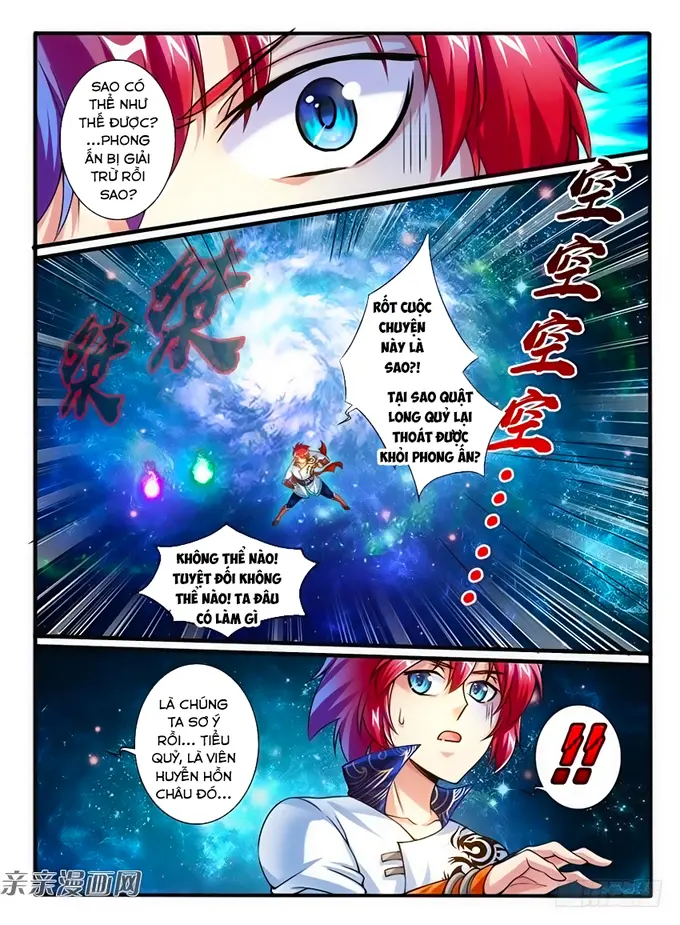 SAO CÓ
THỂ NHƯ
THẾ ĐƯỢC?
...PHONG
ẤN BỊ GIẢI
TRỪ RỒI
SAO?
空
空
空
空
......
桀
桀
RỐT CUỘC
CHUYỆN
NÀY LÀ
SAO?!
TẠI SAO QUẬT
LONG QUỶ LẠI
THOÁT ĐƯỢC
KHỎI PHONG ẤN?
KHÔNG THỂ NÀO!
TUYỆT ĐỐI KHÔNG
THỂ NÀO! TA ĐÂU
CÓ LÀM GÌ
LÀ CHÚNG
TA SƠ Ý
RỒI... TIỂU
QUỶ, LÀ VIÊN
HUYỄN HỒN
CHÂU ĐÓ...
!!
亲亲漫画网